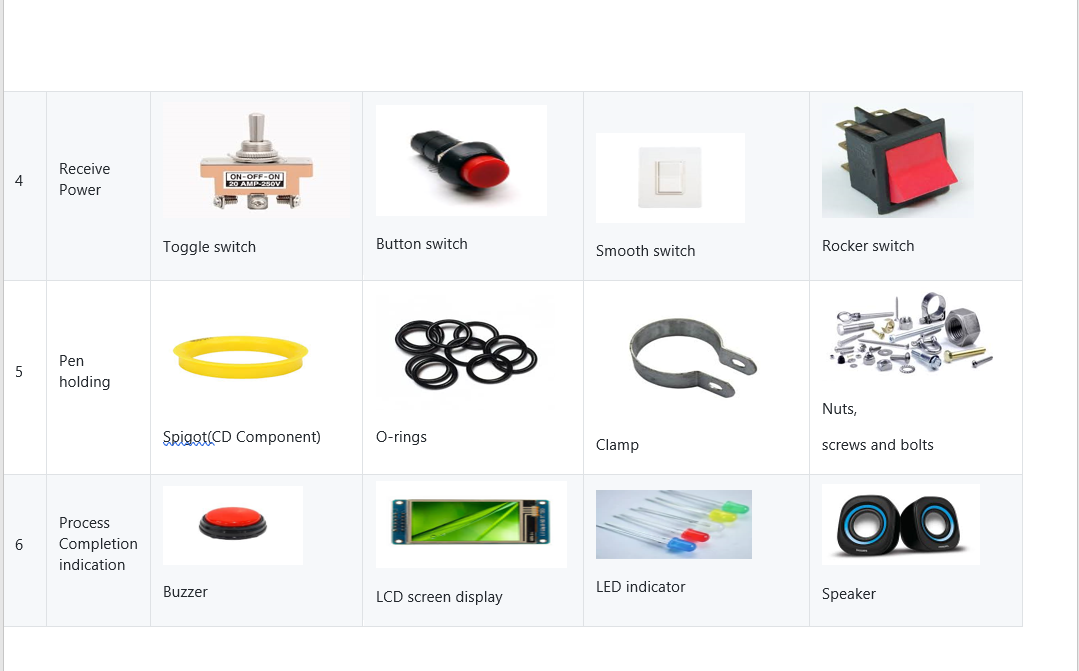 4
Receive
Power
ON-OFF-ON
20 AMP-250V
Toggle switch
Button switch
Smooth switch
Rocker switch
5
Pen
holding
Spigot(CD Component)
O-rings
Clamp
Nuts,
screws and bolts
6
Process
Completion
indication
Buzzer
LCD screen display
LED indicator
Speaker